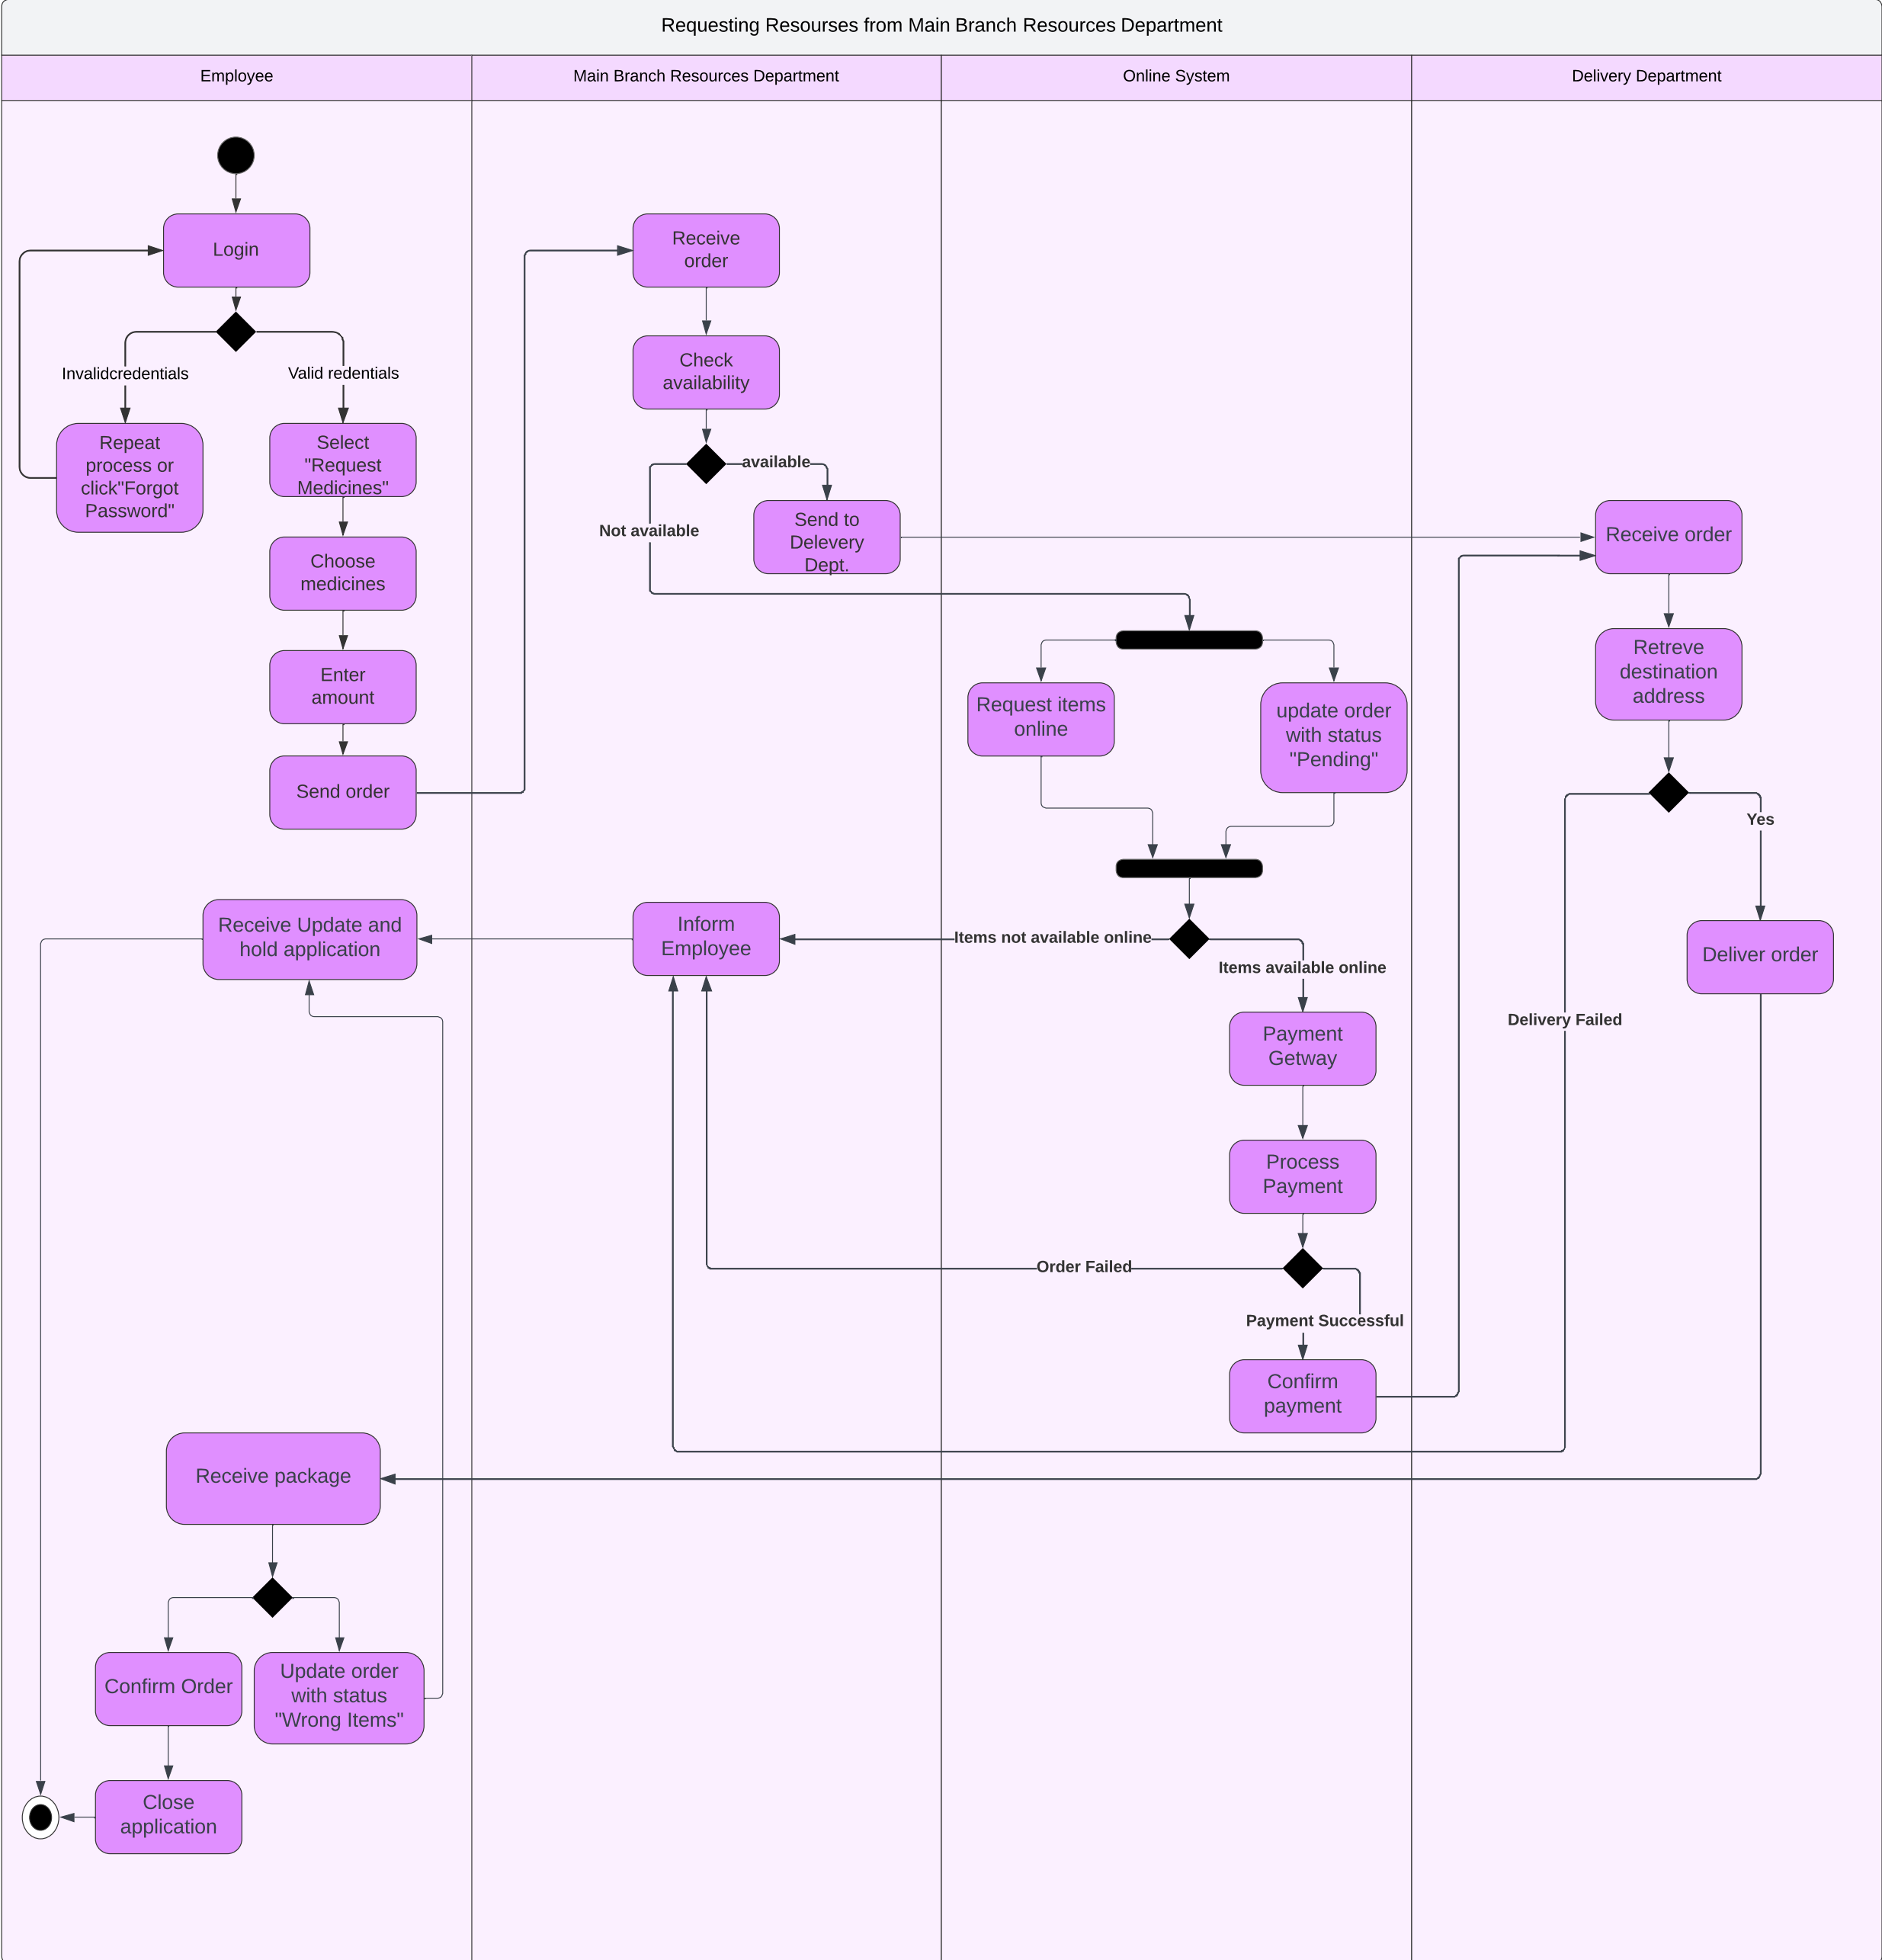 Requesting Resourses from Main Branch Resources Department
Employee
Main Branch Resources Department
Online System
Delivery Department
Login
Invalidcredentials
Valid redentials
Repeat
process or
click"Forgot
Password"
Select
"Request
Medicines"
Choose
medicines
Enter
amount
Send order
Receive
order
Check
availability
available
Not available
Send to
Delevery
Dept.
Request items
online
update order
with status
"Pending"
Receive order
Retreve
destination
address
Yes
Delivery Failed
Deliver order
Items not available online
Items available online
Inform
Employee
Receive Update and
hold application
Payment
Getway
Process
Payment
Order Failed
Payment Successful
Confirm
payment
Receive package
Confirm Order
Update order
with status
"Wrong Items"
Close
application